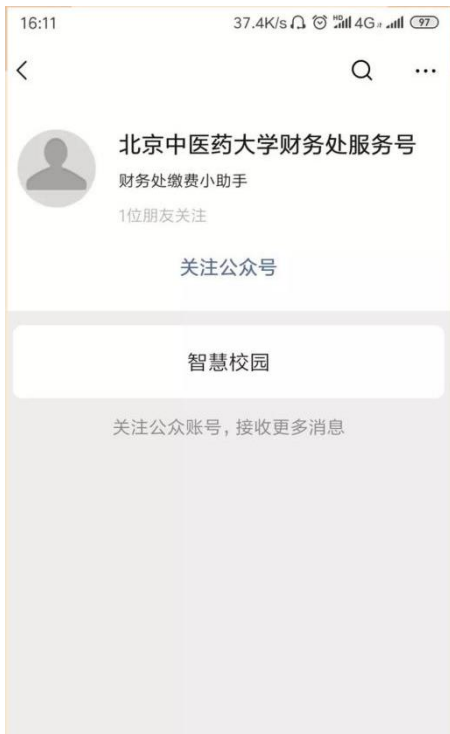 16:11 37.4K/s HD 4G 97
北京中医药大学财务处服务号
财务处缴费小助手
1位朋友关注
关注公众号
智慧校园
关注公众账号，接收更多消息